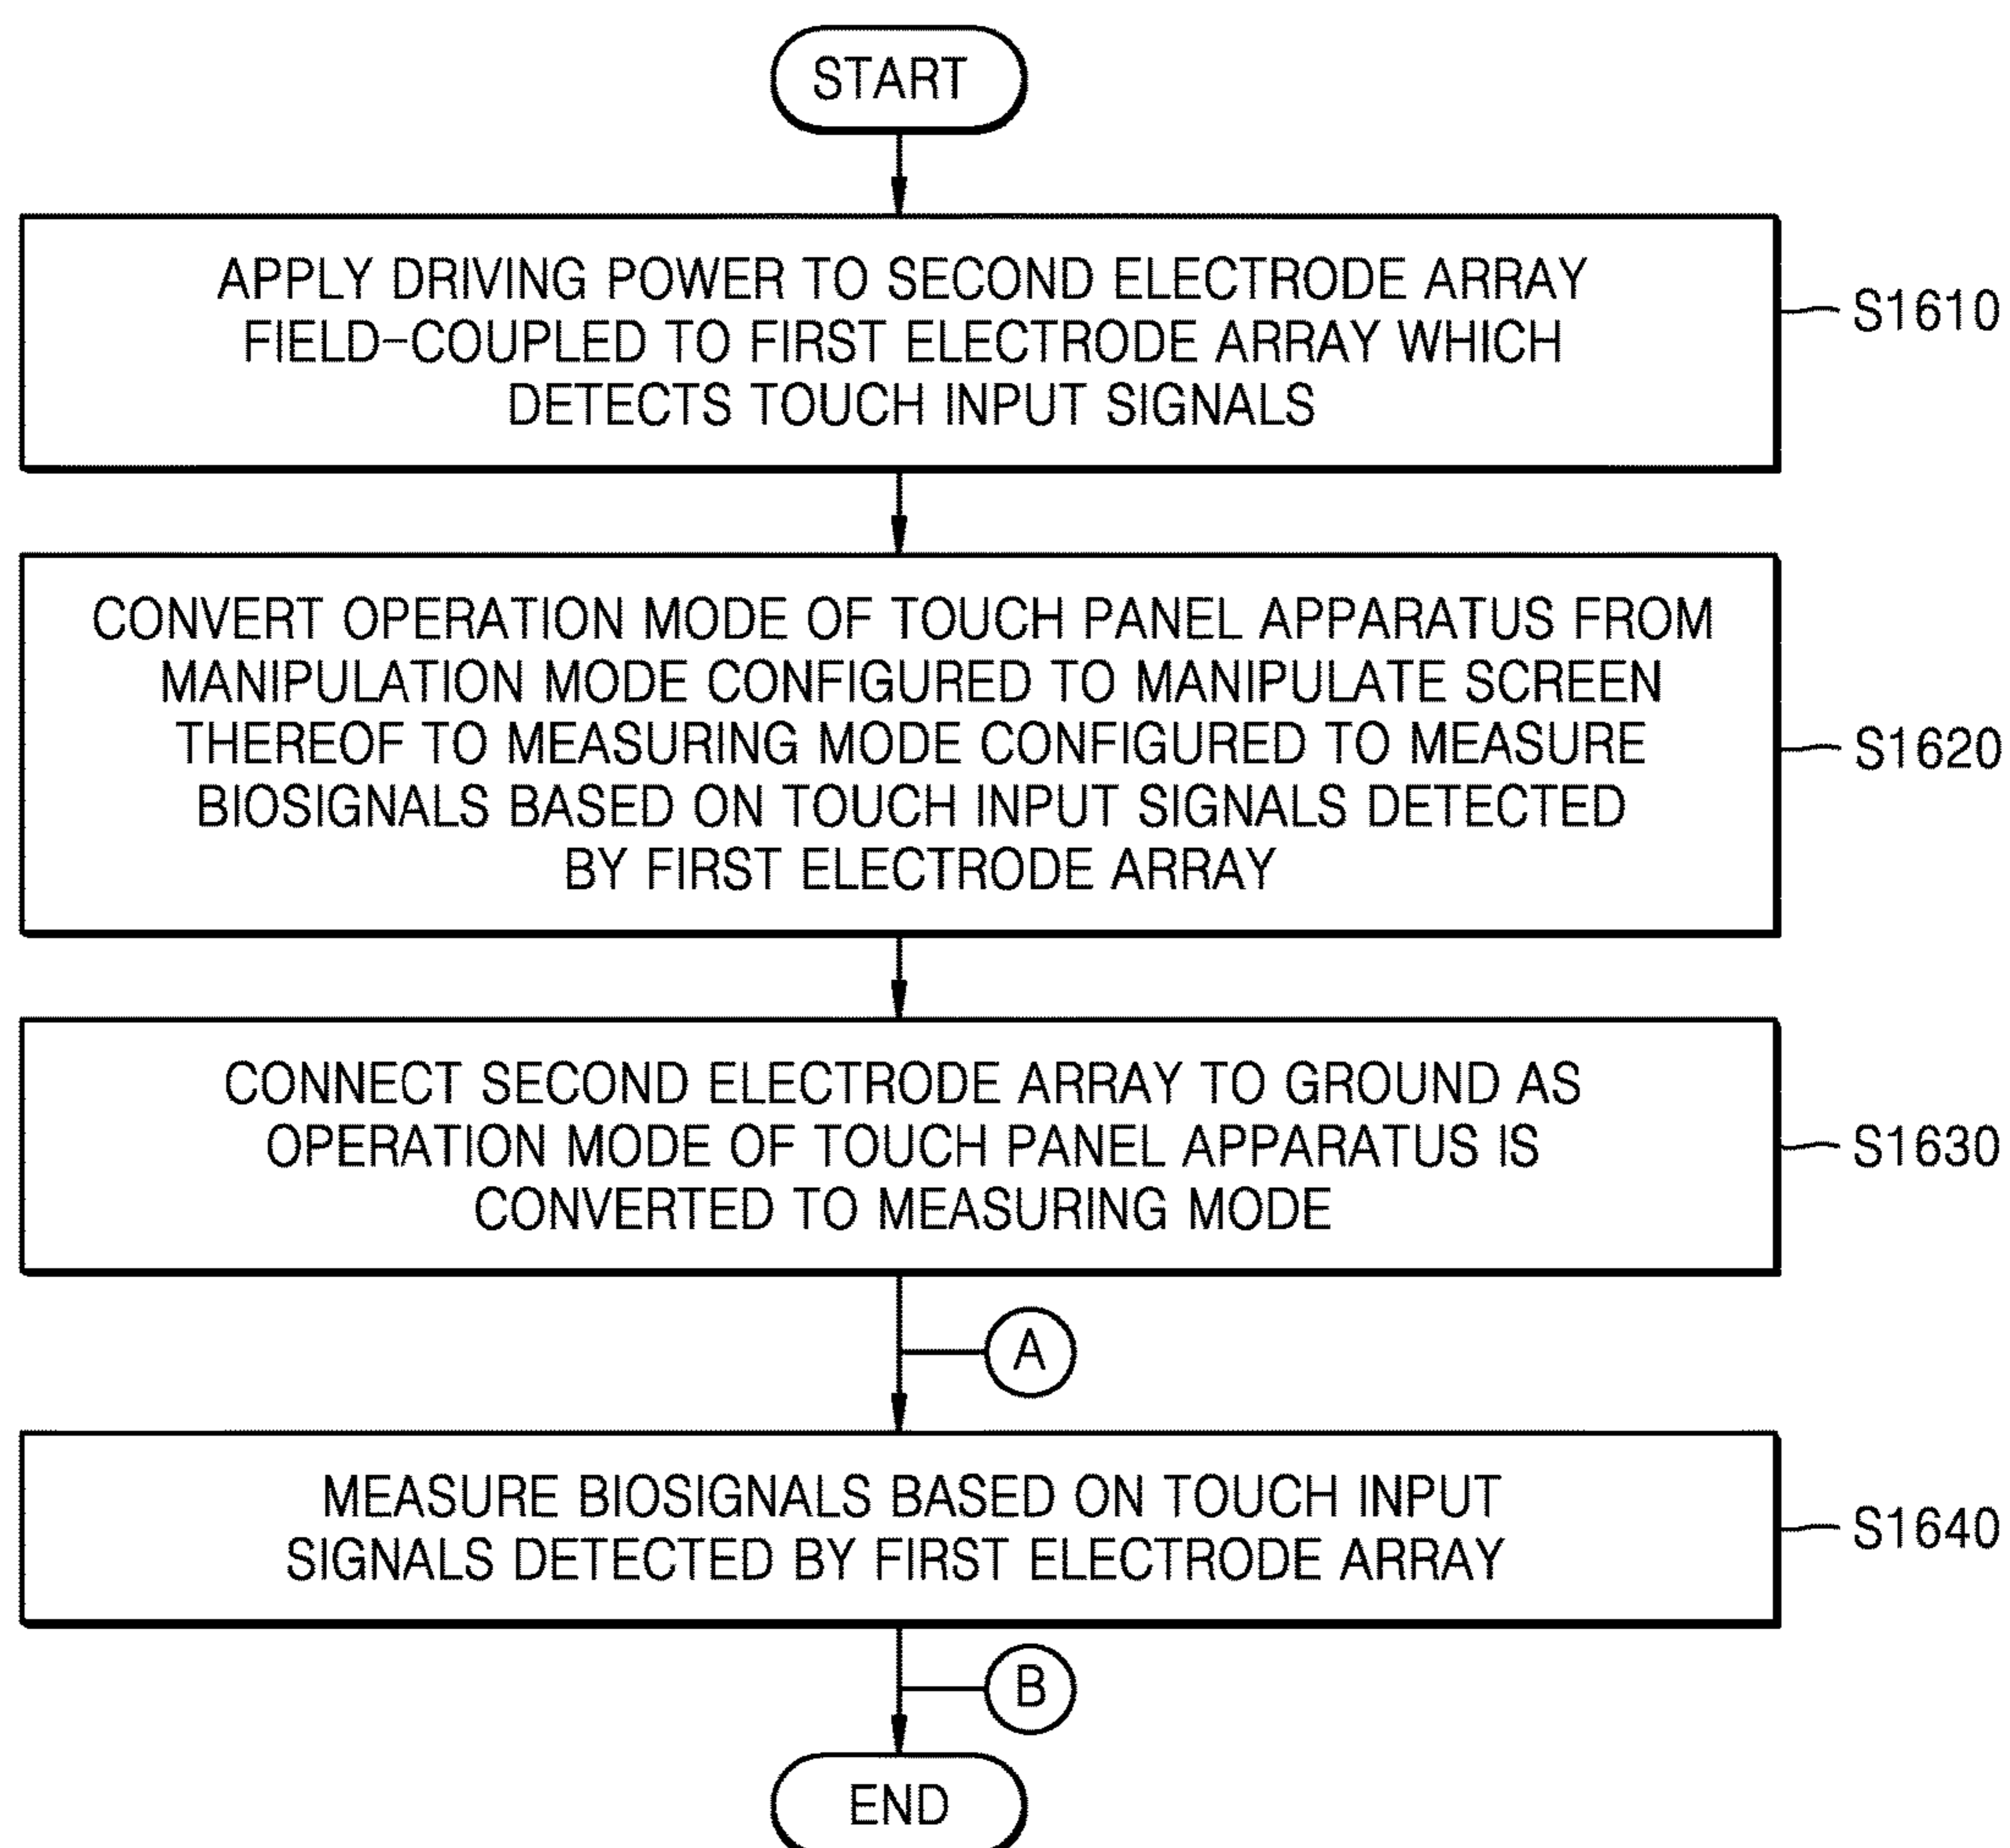 START
APPLY DRIVING POWER TO SECOND ELECTRODE ARRAY
FIELD-COUPLED TO FIRST ELECTRODE ARRAY WHICH
DETECTS TOUCH INPUT SIGNALS
S1610
CONVERT OPERATION MODE OF TOUCH PANEL APPARATUS FROM
MANIPULATION MODE CONFIGURED TO MANIPULATE SCREEN
THEREOF TO MEASURING MODE CONFIGURED TO MEASURE
BIOSIGNALS BASED ON TOUCH INPUT SIGNALS DETECTED
BY FIRST ELECTRODE ARRAY
S1620
CONNECT SECOND ELECTRODE ARRAY TO GROUND AS
OPERATION MODE OF TOUCH PANEL APPARATUS IS
CONVERTED TO MEASURING MODE
S1630
A
MEASURE BIOSIGNALS BASED ON TOUCH INPUT
SIGNALS DETECTED BY FIRST ELECTRODE ARRAY
S1640
B
END